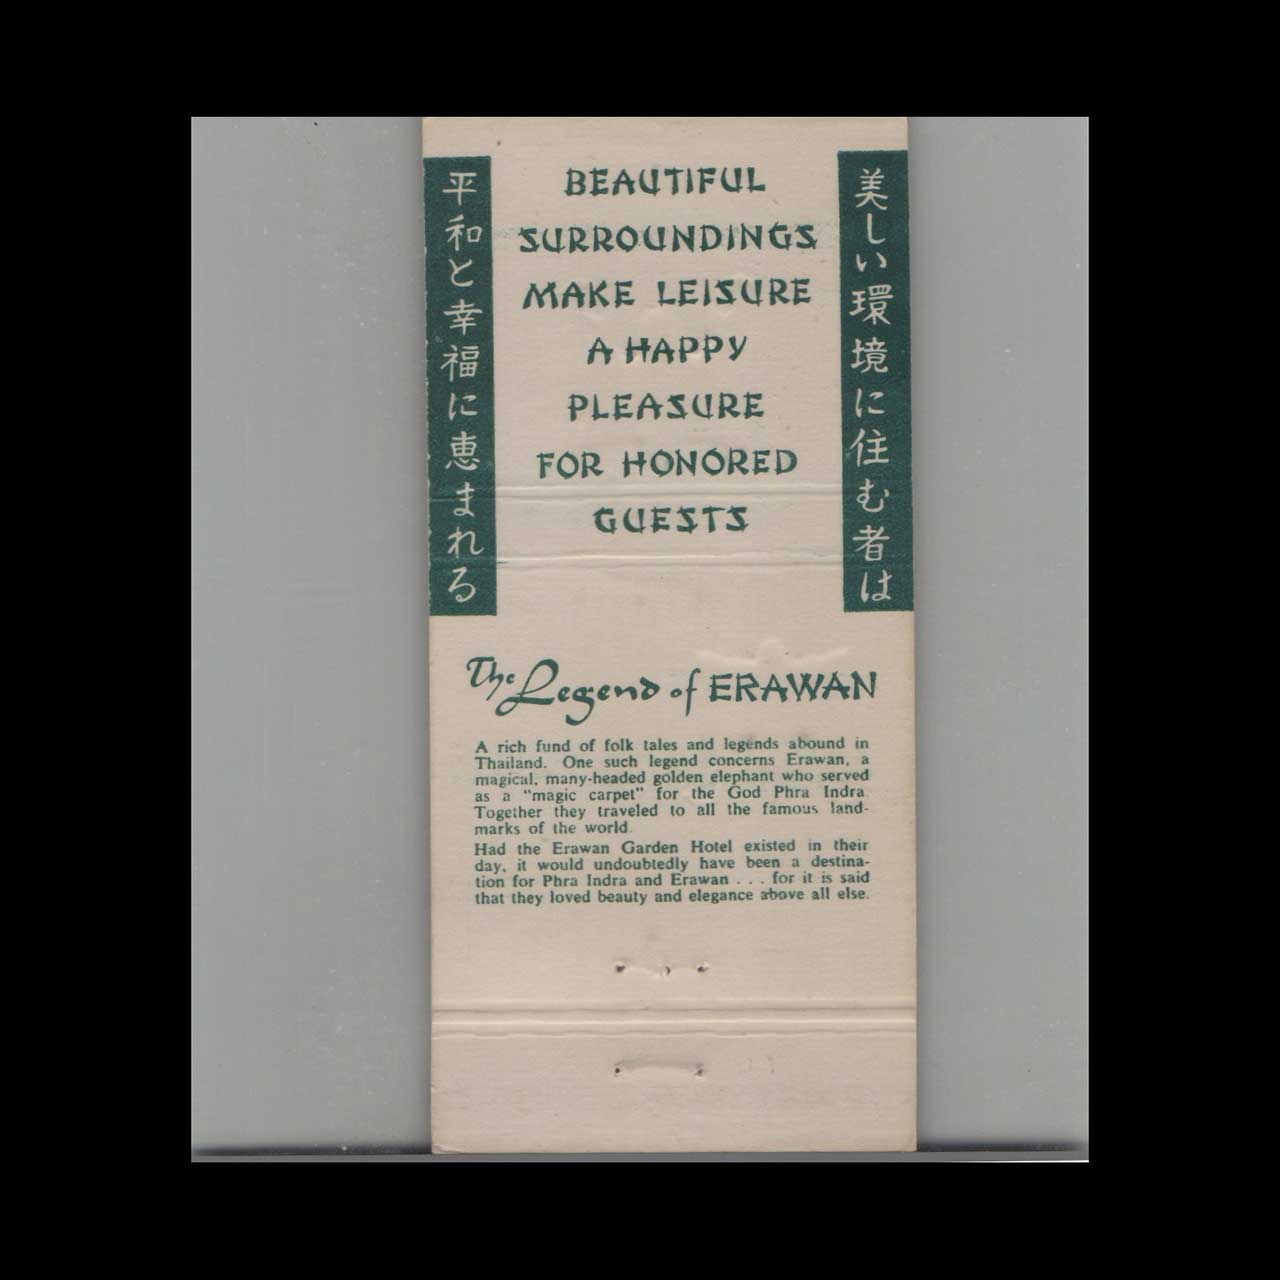 美しい環境に住む者は
平和と幸福に恵まれる
BEAUTIFUL
SURROUNDINGS
MAKE LEISURE
A HAPPY
PLEASURE
FOR HONORED
GUESTS
The Legend of ERAWAN
A rich fund of folk tales and legends abound in
Thailand. One such legend concerns Erawan, a
magical, many-headed golden elephant who served
as a "magic carpet" for the God Phra Indra.
Together they traveled to all the famous land-
marks of the world.
Had the Erawan Garden Hotel existed in their
day, it would undoubtedly have been a destina-
tion for Phra Indra and Erawan . . . for it is said
that they loved beauty and elegance above all else.